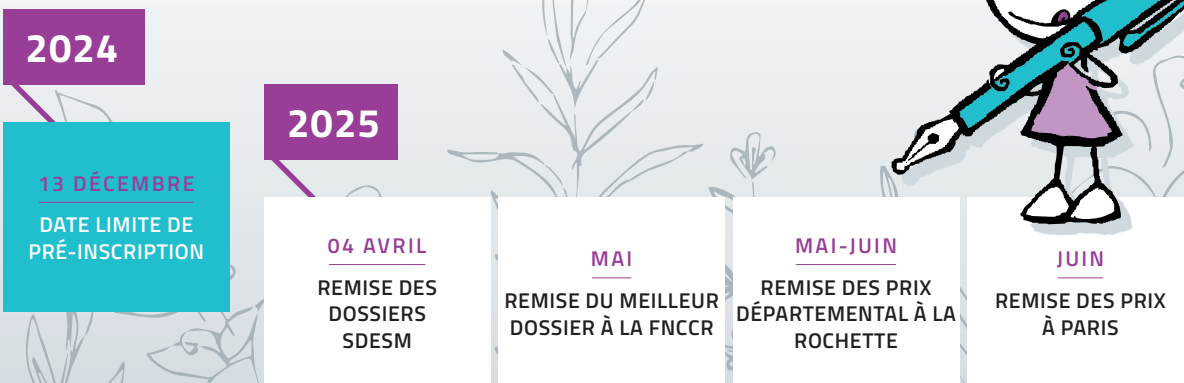 2024
13 DÉCEMBRE
DATE LIMITE DE
PRÉ-INSCRIPTION
2025
04 AVRIL
REMISE DES
DOSSIERS
SDESM
MAI
REMISE DU MEILLEUR
DOSSIER À LA FNCCR
MAI-JUIN
REMISE DES PRIX
DÉPARTEMENTAL À LA
ROCHETTE
JUIN
REMISE DES PRIX
À PARIS